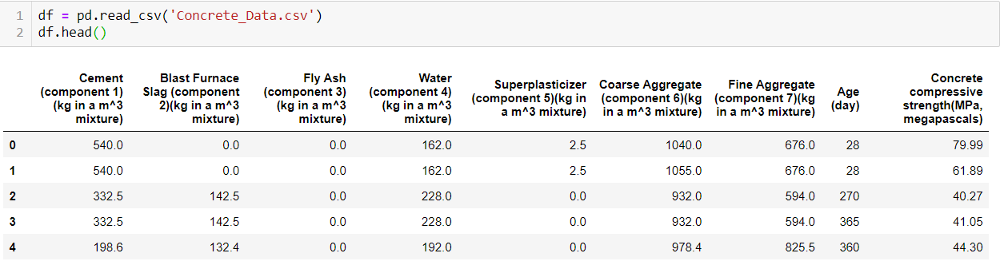 1 df = pd.read_csv('Concrete_Data.csv')
2 df.head()
Cement (component 1) (kg in a m^3 mixture) Blast Furnace Slag (component 2)(kg in a m^3 mixture) Fly Ash (component 3) (kg in a m^3 mixture) Water (component 4) (kg in a m^3 mixture) Superplasticizer (component 5)(kg in a m^3 mixture) Coarse Aggregate (component 6)(kg in a m^3 mixture) Fine Aggregate (component 7)(kg in a m^3 mixture) Age (day) Concrete compressive strength(MPa, megapascals)
0 540.0 0.0 0.0 162.0 2.5 1040.0 676.0 28 79.99
1 540.0 0.0 0.0 162.0 2.5 1055.0 676.0 28 61.89
2 332.5 142.5 0.0 228.0 0.0 932.0 594.0 270 40.27
3 332.5 142.5 0.0 228.0 0.0 932.0 594.0 365 41.05
4 198.6 132.4 0.0 192.0 0.0 978.4 825.5 360 44.30